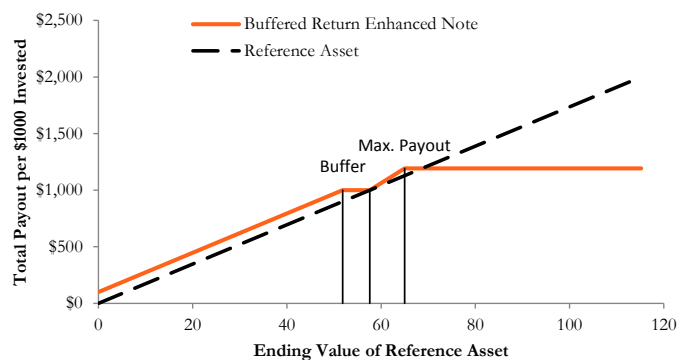 $2,500
Buffered Return Enhanced Note
Reference Asset
$2,000
$1,500
Max. Payout
Buffer
$1,000
$500
$0
Total Payout per $1000 Invested
0 20 40 60 80 100 120
Ending Value of Reference Asset